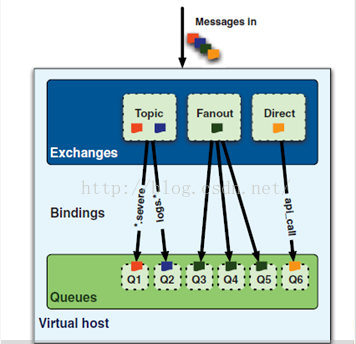 Messages in
Topic
Fanout
Direct
Exchanges
http://blog.csdn.net/
Bindings
*.severe
logs.*
api_call
Q1
Q2
Q3
Q4
Q5
Q6
Queues
Virtual host